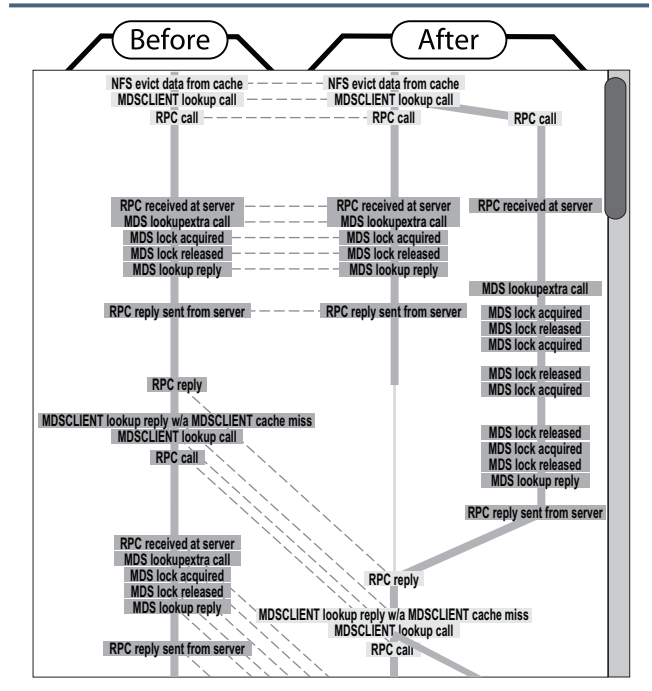 Before
After
NFS evict data from cache
NFS evict data from cache
MDSCLIENT lookup call
MDSCLIENT lookup call
RPC call
RPC call
RPC call
RPC received at server
RPC received at server
RPC received at server
MDS lookupextra call
MDS lookupextra call
MDS lock acquired
MDS lock acquired
MDS lock released
MDS lock released
MDS lookup reply
MDS lookup reply
MDS lookupextra call
RPC reply sent from server
RPC reply sent from server
MDS lock acquired
MDS lock released
MDS lock acquired
MDS lock released
RPC reply
MDS lock acquired
MDSCLIENT lookup reply w/a MDSCLIENT cache miss
MDSCLIENT lookup call
MDS lock released
MDS lock acquired
RPC call
MDS lock released
MDS lookup reply
RPC reply sent from server
RPC received at server
MDS lookupextra call
MDS lock acquired
RPC reply
MDS lock released
MDS lookup reply
MDSCLIENT lookup reply w/a MDSCLIENT cache miss
MDSCLIENT lookup call
RPC reply sent from server
RPC call